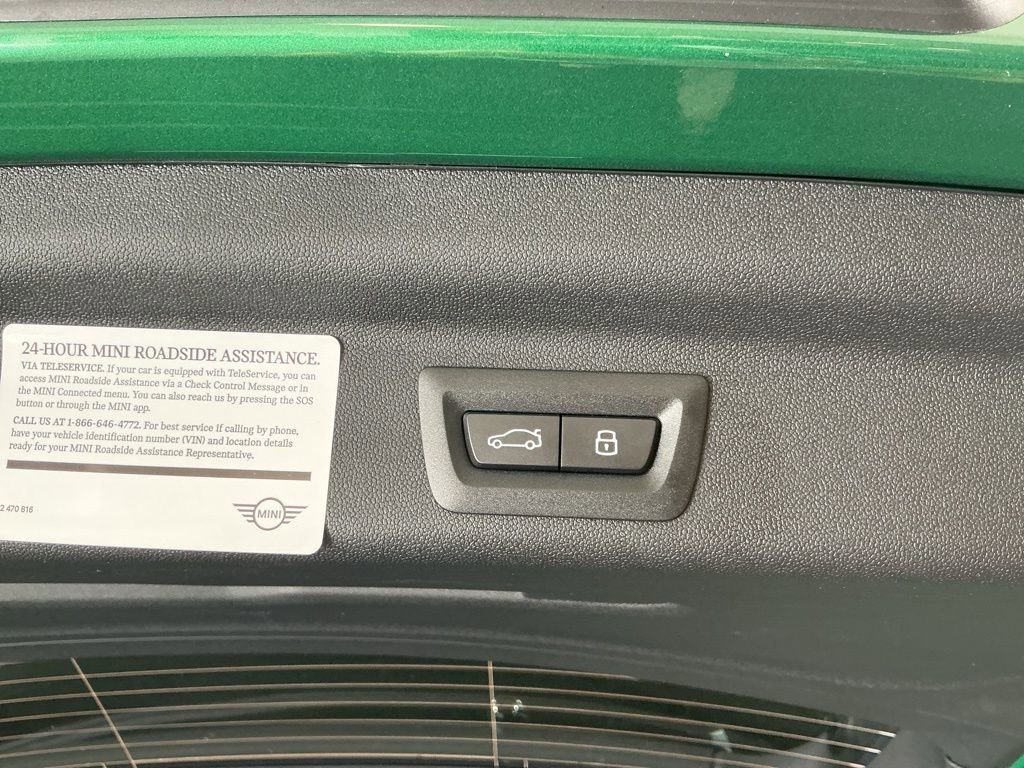 24-HOUR MINI ROADSIDE ASSISTANCE.
VIA TELESERVICE. If your car is equipped with TeleService, you can
access MINI Roadside Assistance via a Check Control Message or in
the MINI Connected menu. You can also reach us by pressing the SOS
button or through the MINI app.
CALL US AT 1-866-646-4772. For best service if calling by phone,
have your vehicle identification number (VIN) and location details
ready for your MINI Roadside Assistance Representative.
2 470 816
MINI